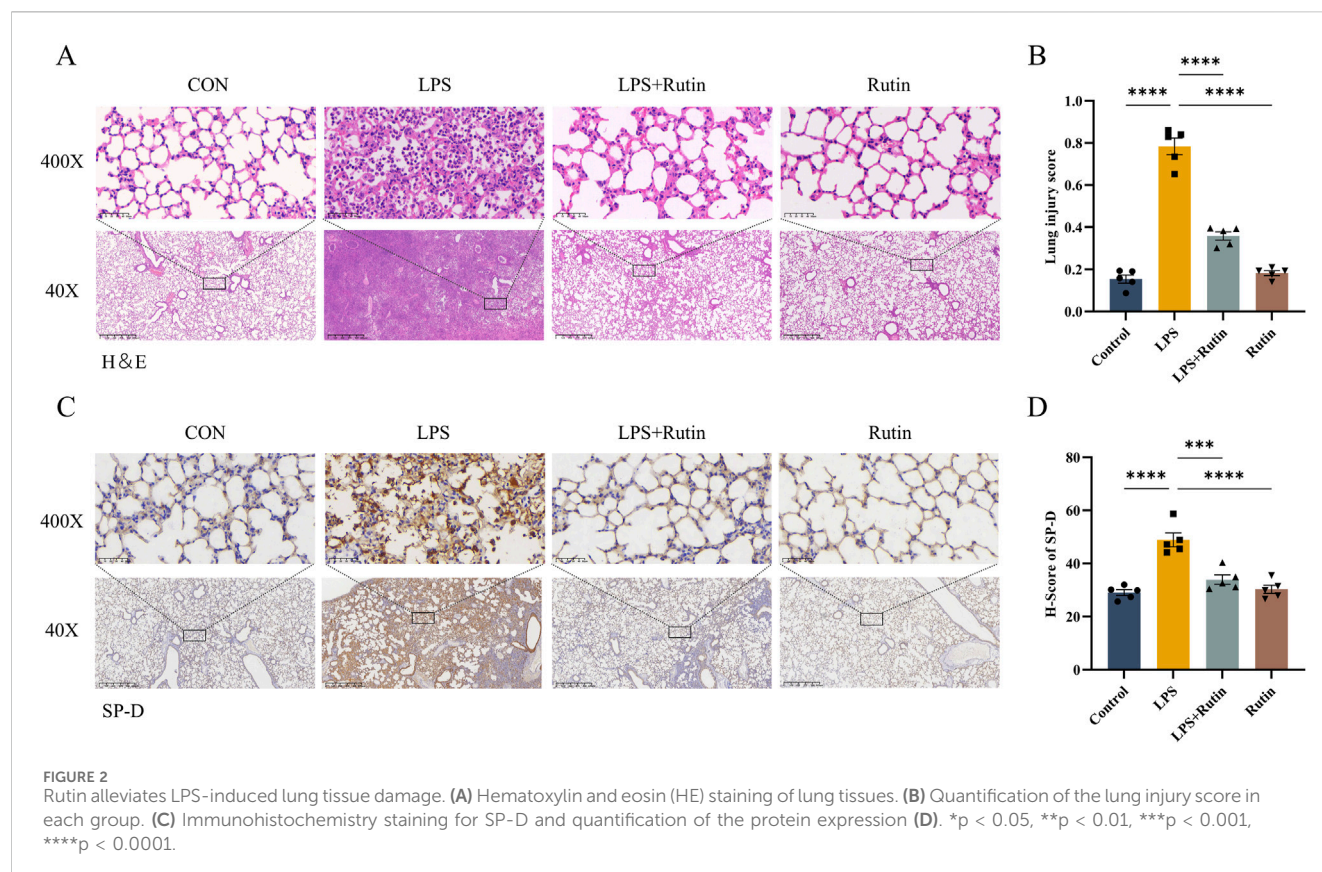 A
CON
LPS
LPS+Rutin
Rutin
400X
40X
H&E
B
****
**** ****
Lung injury score
1.0
0.8
0.6
0.4
0.2
0.0
Control
LPS
LPS+Rutin
Rutin
C
CON
LPS
LPS+Rutin
Rutin
400X
40X
SP-D
D
***
**** ****
H-Score of SP-D
80
60
40
20
0
Control
LPS
LPS+Rutin
Rutin
FIGURE 2
Rutin alleviates LPS-induced lung tissue damage. (A) Hematoxylin and eosin (HE) staining of lung tissues. (B) Quantification of the lung injury score in
each group. (C) Immunohistochemistry staining for SP-D and quantification of the protein expression (D). *p < 0.05, **p < 0.01, ***p < 0.001,
****p < 0.0001.